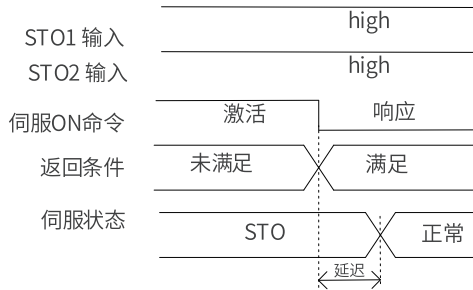 high
STO1 输入
high
STO2 输入
激活
响应
伺服ON命令
返回条件
未满足
满足
伺服状态
STO
正常
延迟